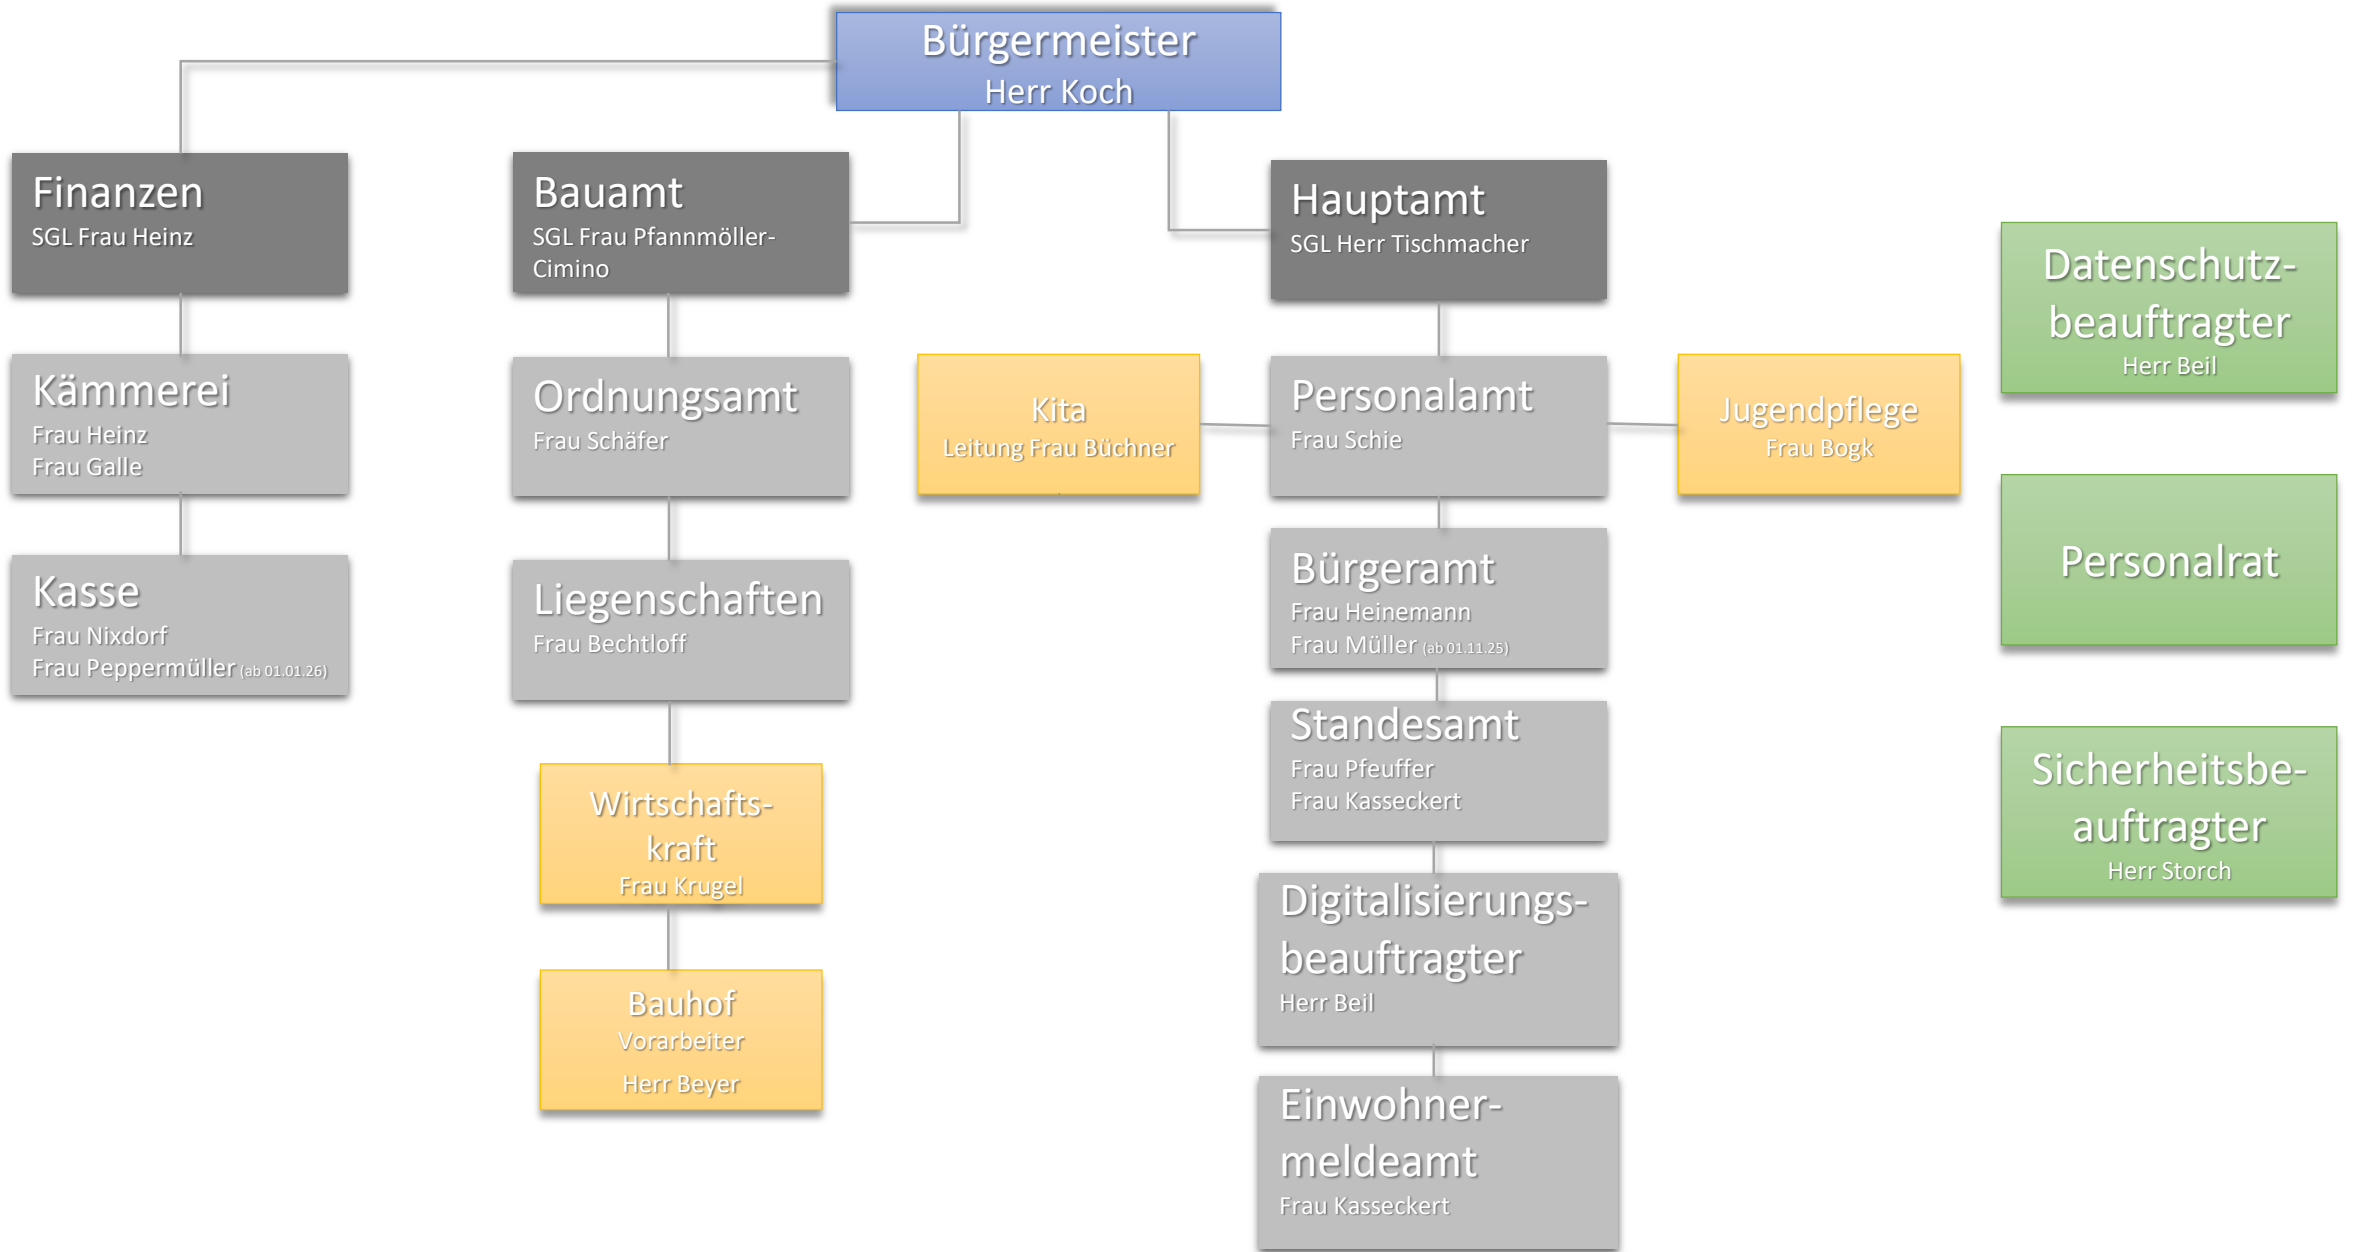 Bürgermeister
Herr Koch
Finanzen
SGL Frau Heinz
Bauamt
SGL Frau Pfannmöller-
Cimino
Hauptamt
SGL Herr Tischmacher
Datenschutz-
beauftragter
Herr Beil
Kämmerei
Frau Heinz
Frau Galle
Ordnungsamt
Frau Schäfer
Kita
Leitung Frau Büchner
Personalamt
Frau Schie
Jugendpflege
Frau Bogk
Personalrat
Kasse
Frau Nixdorf
Frau Peppermüller (ab 01.01.26)
Liegenschaften
Frau Bechtloff
Bürgeramt
Frau Heinemann
Frau Müller (ab 01.11.25)
Standesamt
Frau Pfeuffer
Frau Kasseckert
Sicherheitsbe-
auftragter
Herr Storch
Wirtschafts-
kraft
Frau Krugel
Digitalisierungs-
beauftragter
Herr Beil
Bauhof
Vorarbeiter
Herr Beyer
Einwohner-
meldeamt
Frau Kasseckert